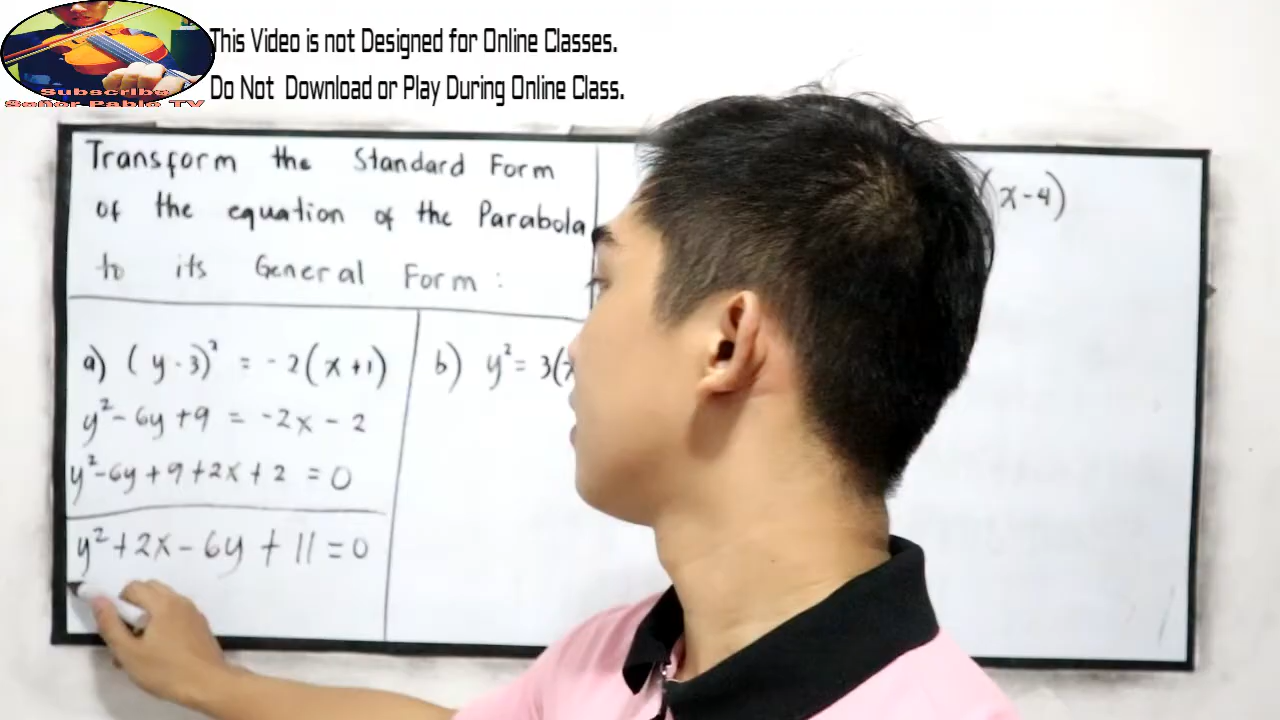 This Video is not Designed for Online Classes.
Do Not Download or Play During Online Class.
Subscribe
Señor Pablo TV
Transform the Standard Form
of the equation of the Parabola
to its General Form :
(x-4)
a) (y-3)² = -2(x+1)
y²-6y+9 = -2x-2
y²-6y+9+2x+2 = 0
y²+2x-6y+11=0
b) y² = 3(